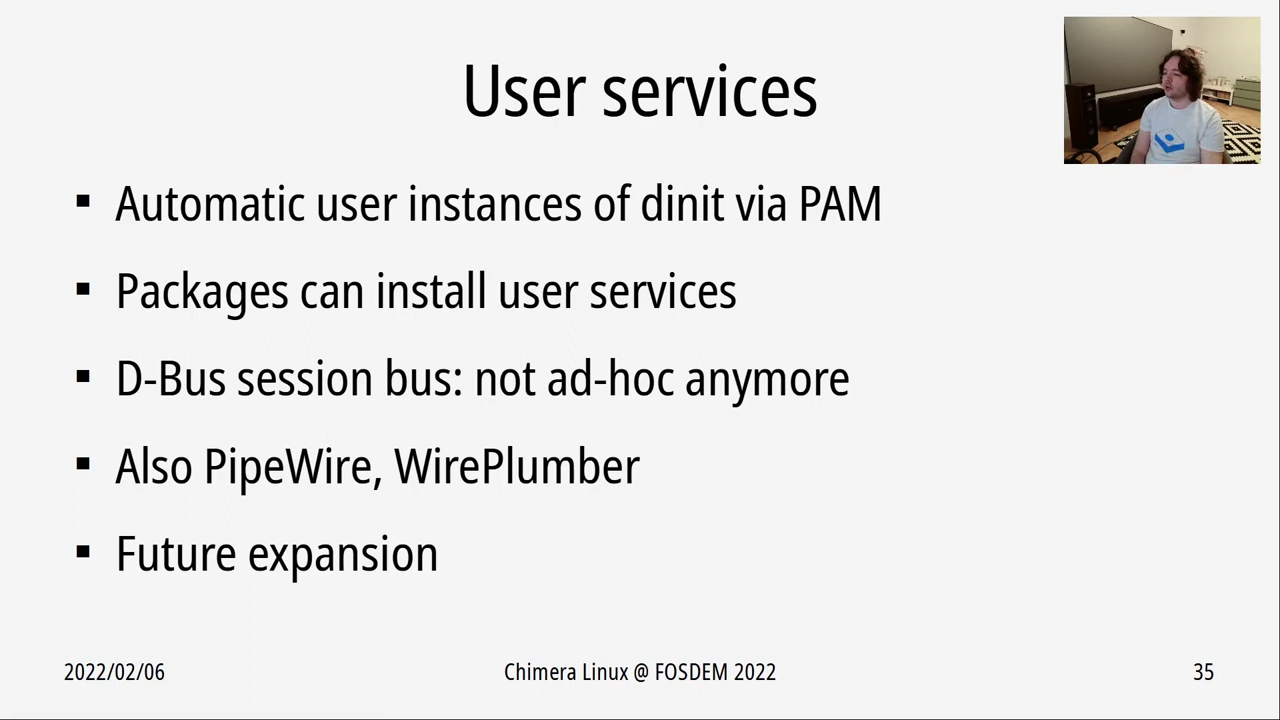 User services
Automatic user instances of dinit via PAM
Packages can install user services
D-Bus session bus: not ad-hoc anymore
Also PipeWire, WirePlumber
Future expansion
2022/02/06
Chimera Linux @ FOSDEM 2022
35